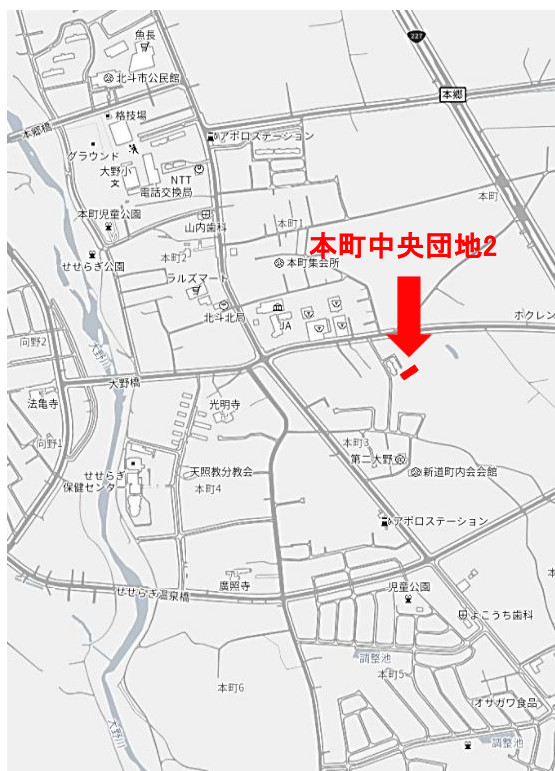 魚長
227
北斗市公民館
本郷
格技場
本郷橋
アポロステーション
グラウンド
大野小
文
NTT
電話交換局
本町
本町児童公園
山内歯科
本町1
本町中央団地2
せせらぎ公園
本町2
本町集会所
ラルズマート
北斗北局
JA
ホクレン
向野2
大野川
大野橋
法亀寺
光明寺
向野1
本町3
第二大野
せせらぎ
保健センター
天照教分教会
新道町内会会館
本町4
アポロステーション
廣照寺
児童公園
せせらぎ温泉橋
よこうち歯科
調整池
本町5
本町6
オサガワ食品
大野川
調整池